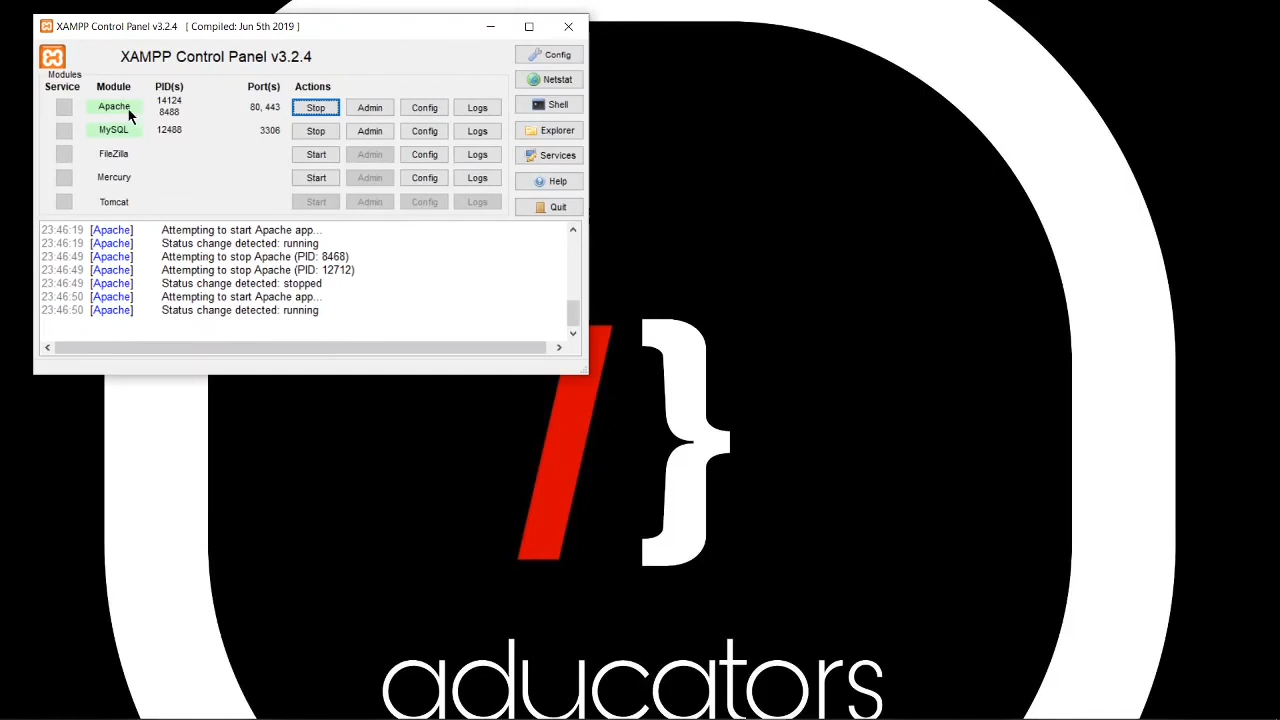 XAMPP Control Panel v3.2.4 [ Compiled: Jun 5th 2019 ]
XAMPP Control Panel v3.2.4
Config
Modules
Service Module PID(s) Port(s) Actions
Netstat
Apache 14124 8488 80, 443 Stop Admin Config Logs
Shell
MySQL 12488 3306 Stop Admin Config Logs
Explorer
FileZilla Start Admin Config Logs
Services
Mercury Start Admin Config Logs
Help
Tomcat Start Admin Config Logs
Quit
23:46:19 [Apache] Attempting to start Apache app...
23:46:19 [Apache] Status change detected: running
23:46:49 [Apache] Attempting to stop Apache (PID: 8468)
23:46:49 [Apache] Attempting to stop Apache (PID: 12712)
23:46:49 [Apache] Status change detected: stopped
23:46:50 [Apache] Attempting to start Apache app...
23:46:50 [Apache] Status change detected: running
/}
aducators